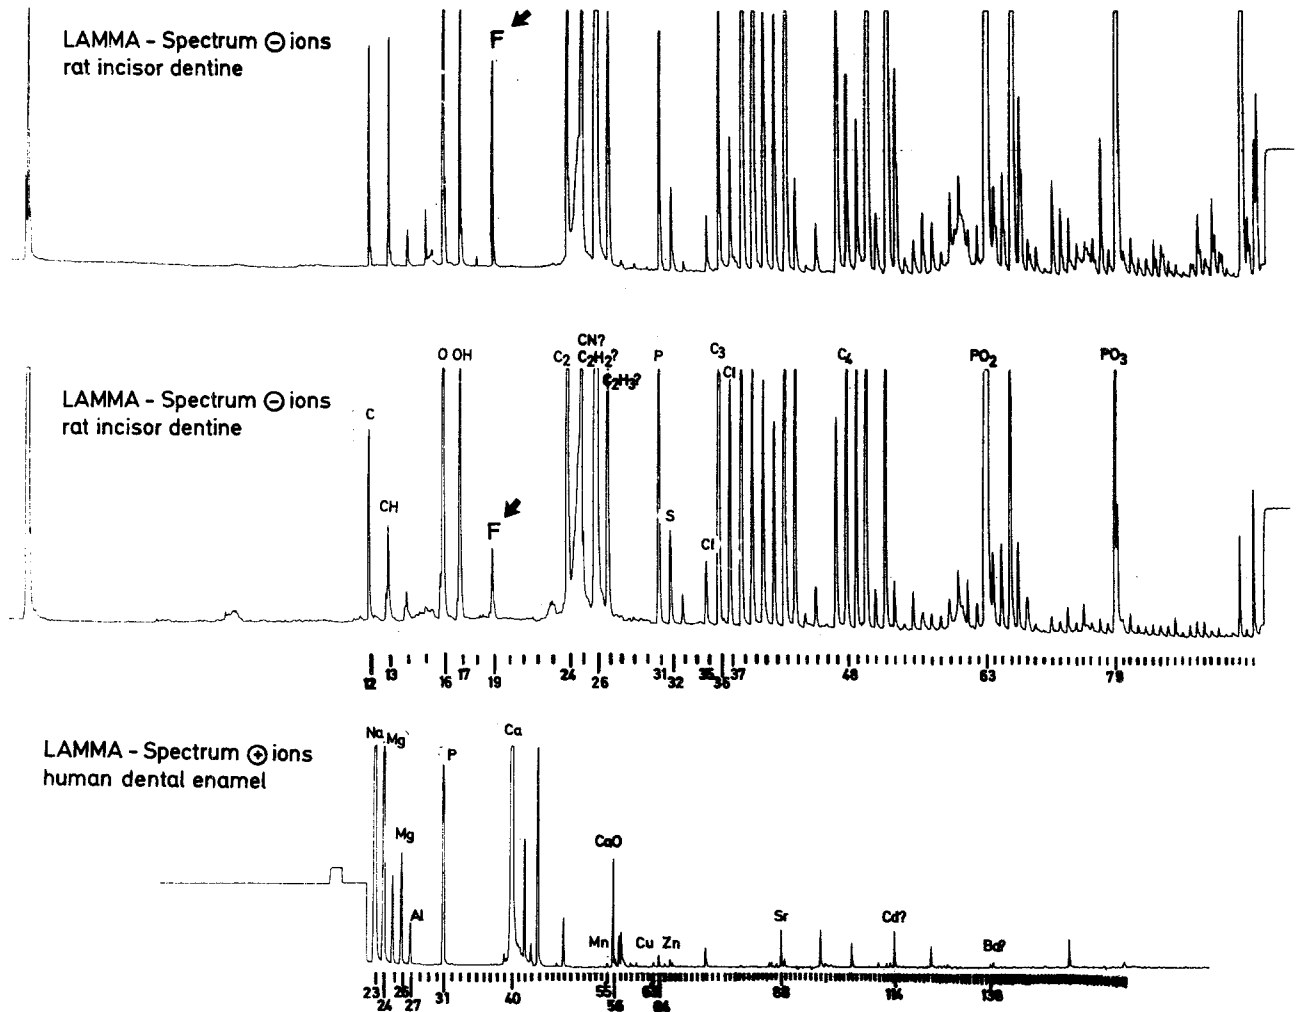 LAMMA - Spectrum ⊖ ions
rat incisor dentine
F
CN?
O OH C2 C2H2? P C3 C4 PO2 PO3
C2H3? Cl
LAMMA - Spectrum ⊖ ions
rat incisor dentine
C
CH
F
S
Cl
12 13 16 17 19 24 26 31 32 35 36 37 48 63 79
LAMMA - Spectrum ⊕ ions
human dental enamel
Na Mg P Ca
Mg
Al
CaO
Mn Cu Zn
Sr
Cd?
Ba?
23 24 26 27 31 40 55 56 63 64 88 114 138